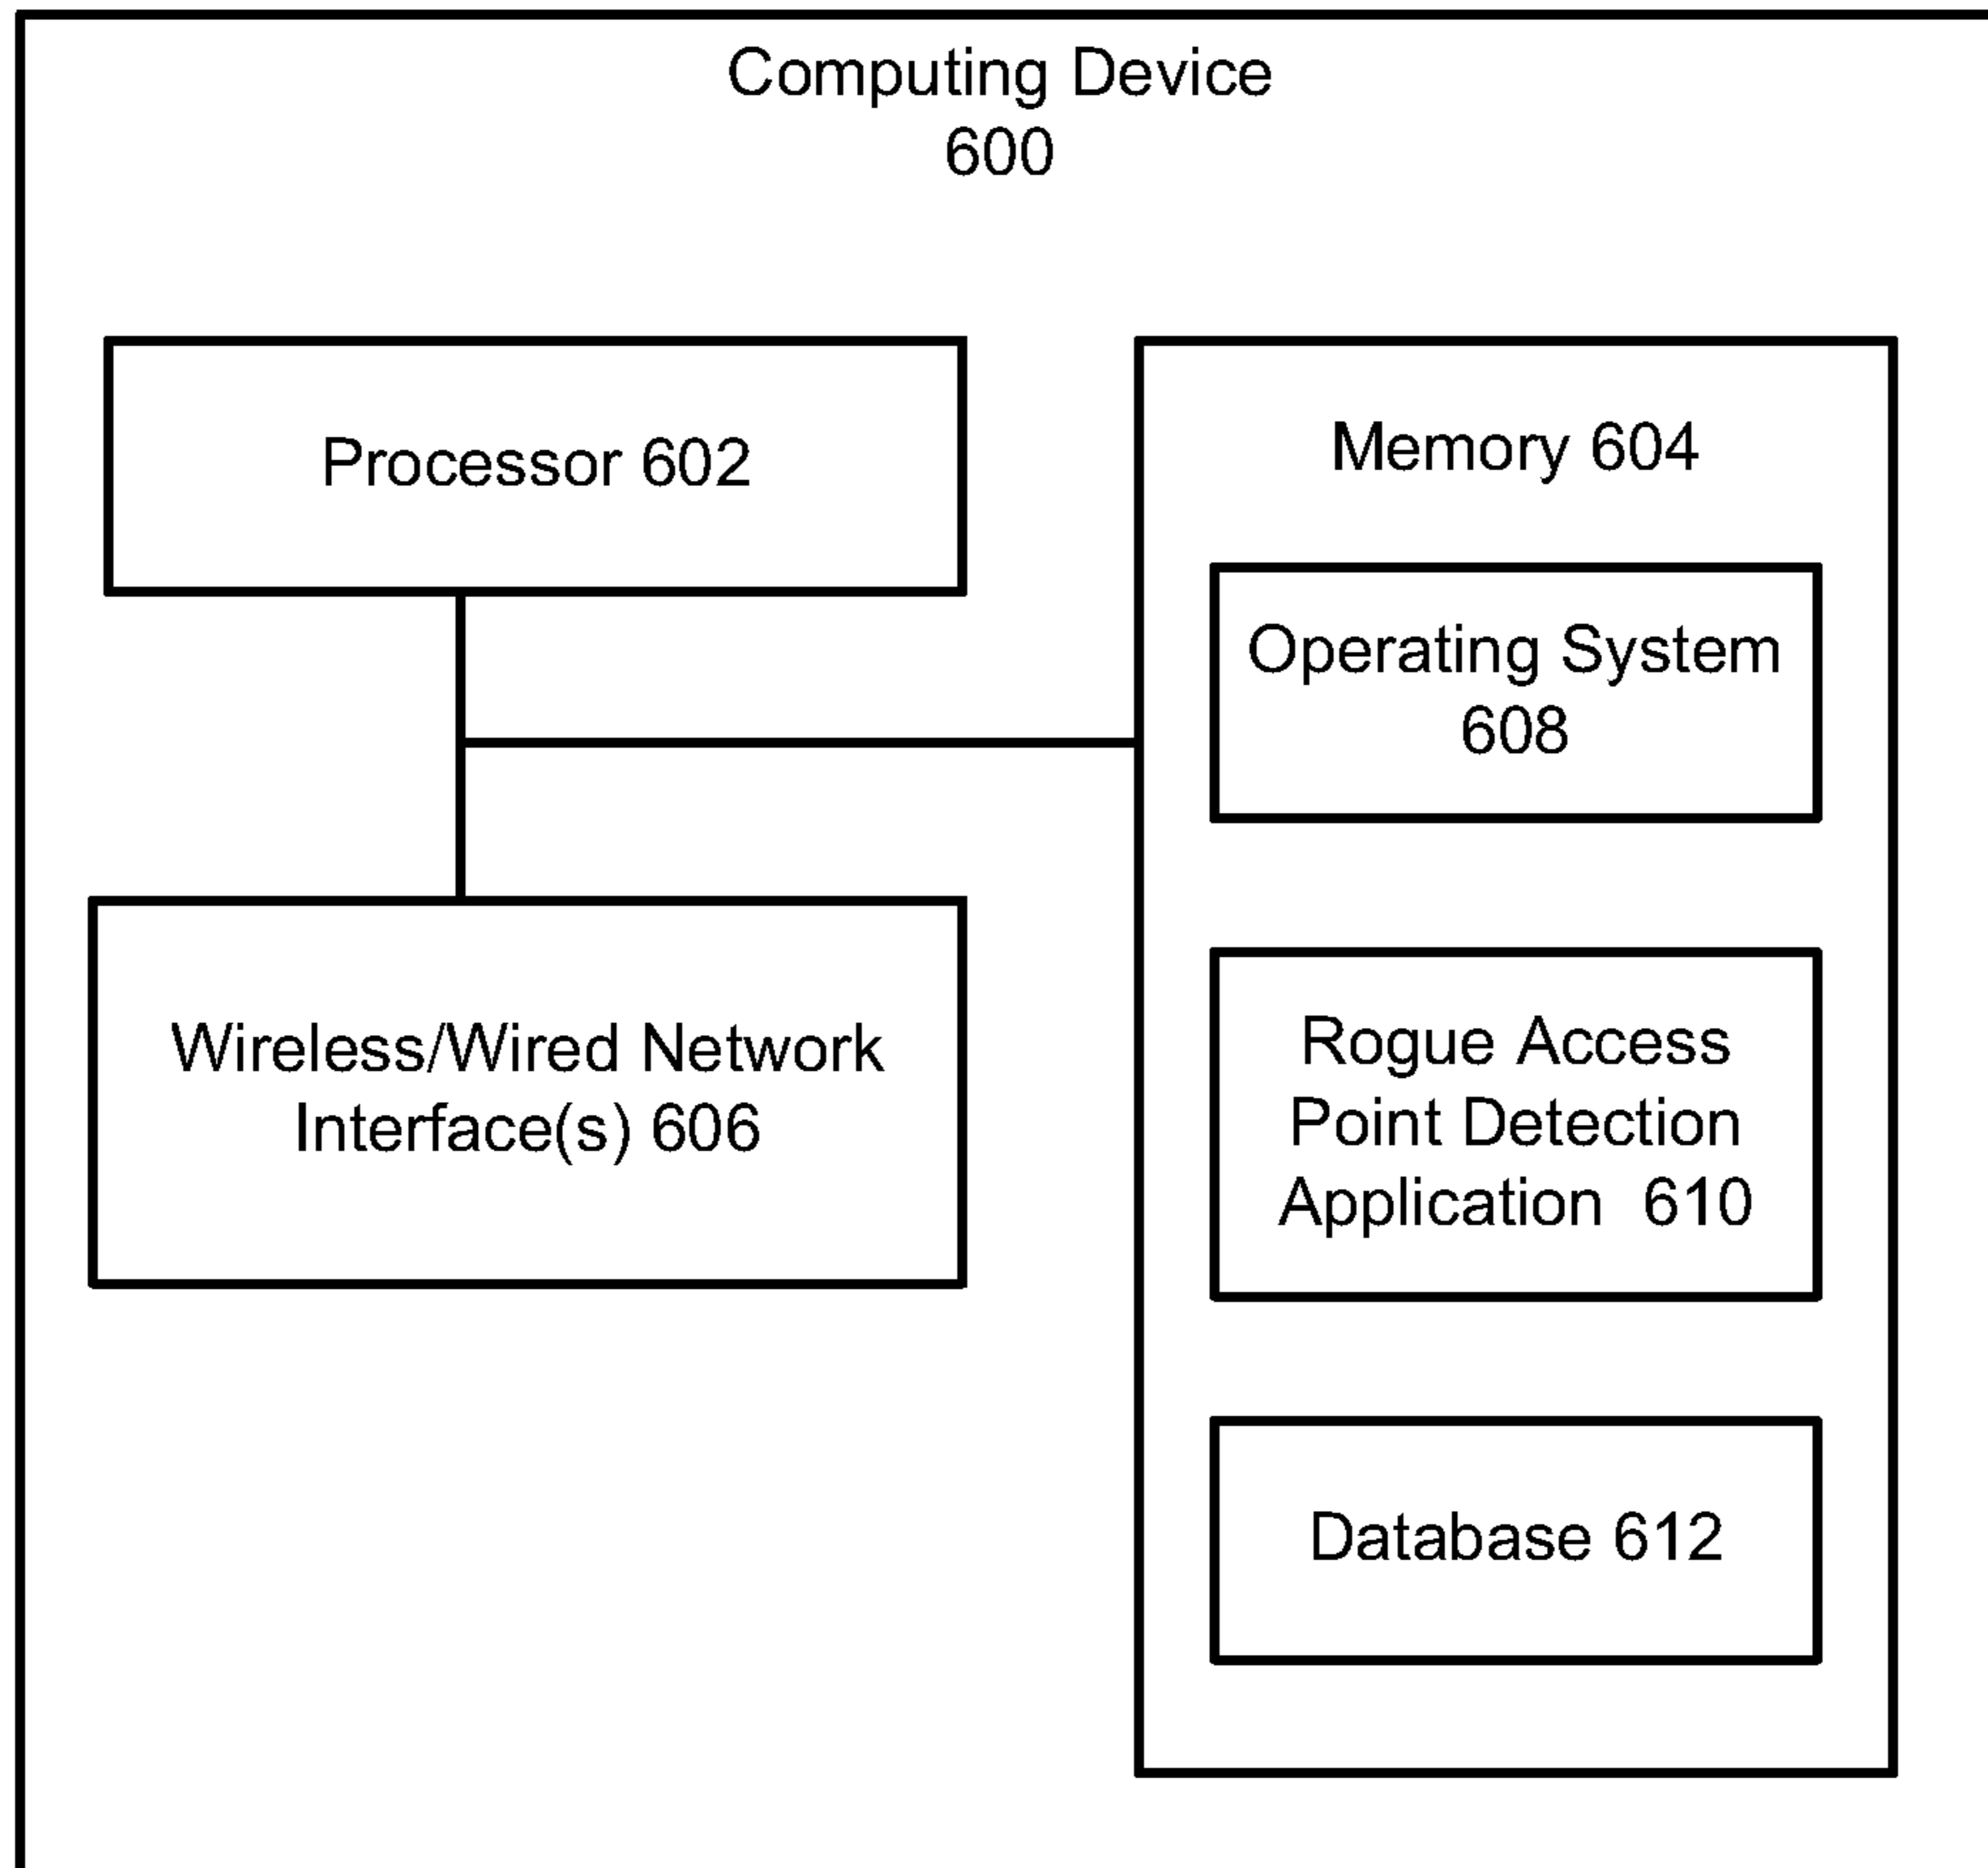 Computing Device
600
Processor 602
Memory 604
Operating System
608
Wireless/Wired Network
Interface(s) 606
Rogue Access
Point Detection
Application 610
Database 612